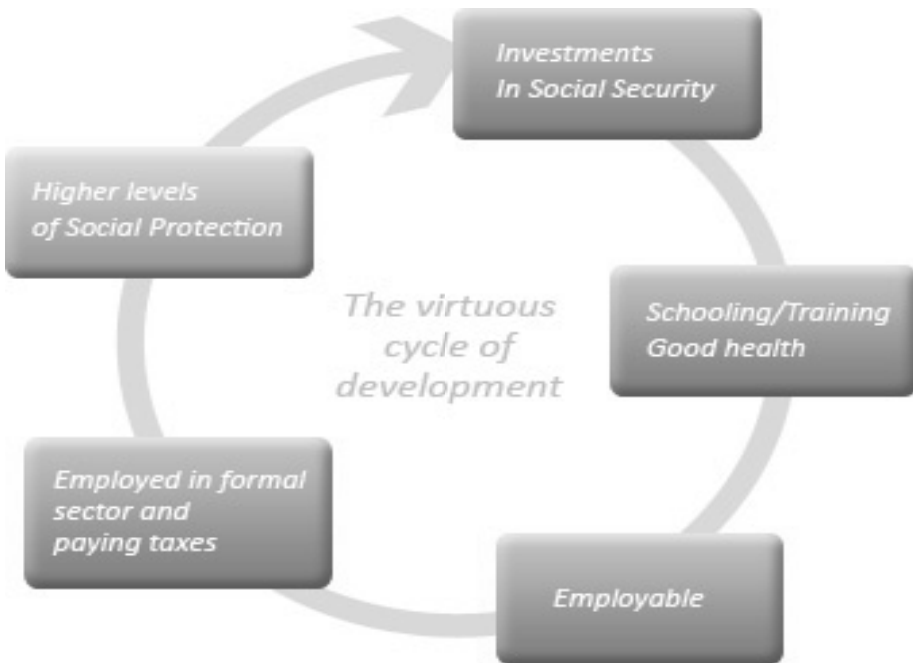 Investments
In Social Security
Schooling/Training
Good health
Employable
Employed in formal
sector and
paying taxes
Higher levels
of Social Protection
The virtuous
cycle of
development